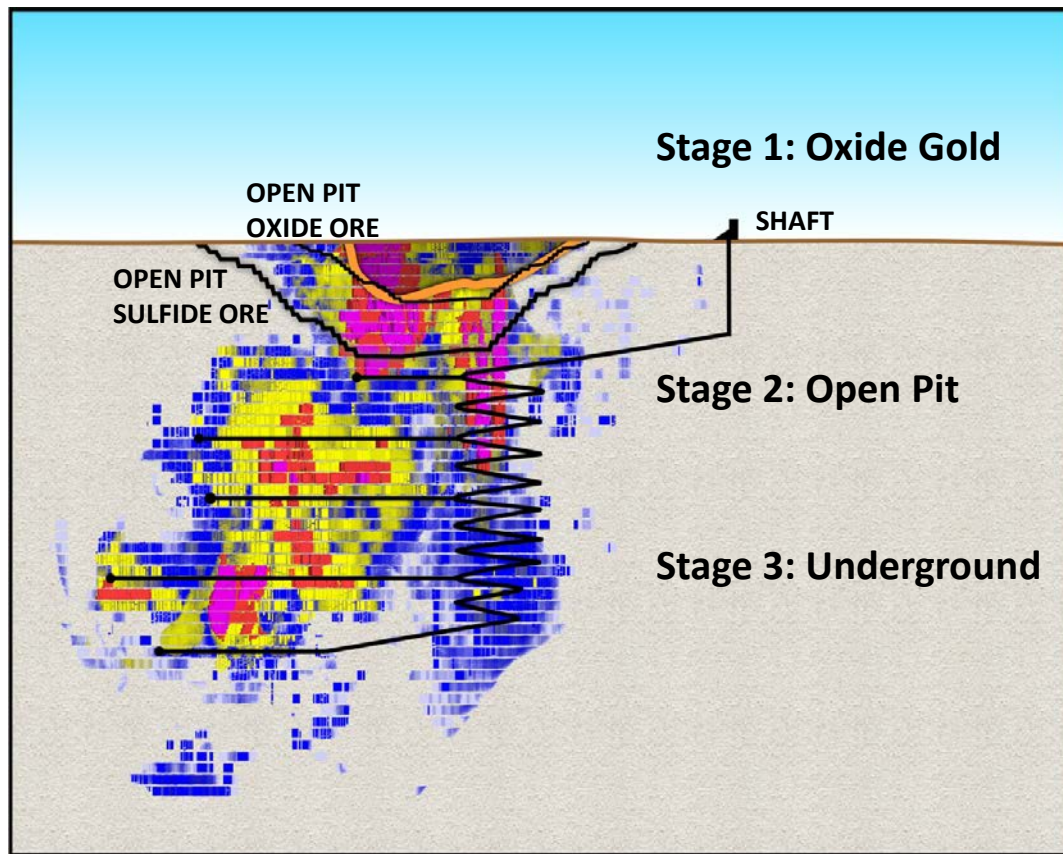 Stage 1: Oxide Gold
OPEN PIT
OXIDE ORE
SHAFT
OPEN PIT
SULFIDE ORE
Stage 2: Open Pit
Stage 3: Underground